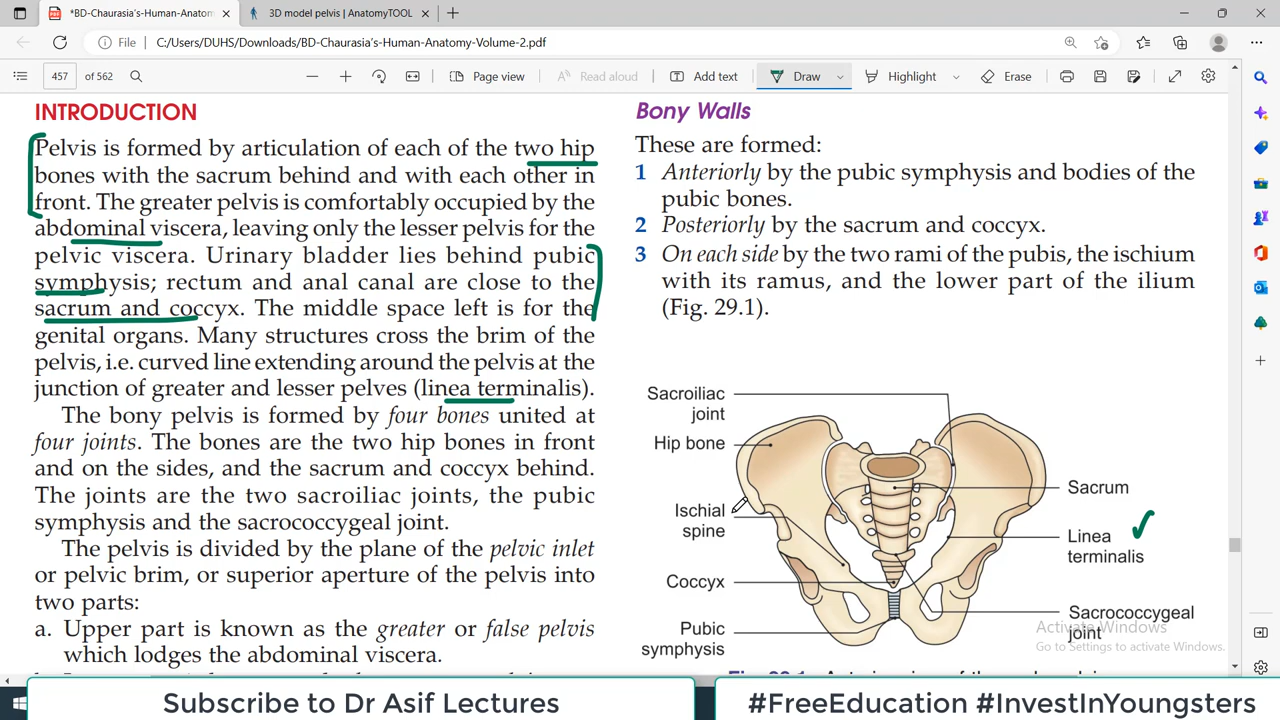 *BD-Chaurasia's-Human-Anatom
3D model pelvis | AnatomyTOOL
File
C:/Users/DUHS/Downloads/BD-Chaurasia's-Human-Anatomy-Volume-2.pdf
457 of 562
Page view
Read aloud
Add text
Draw
Highlight
Erase
INTRODUCTION
Pelvis is formed by articulation of each of the two hip
bones with the sacrum behind and with each other in
front. The greater pelvis is comfortably occupied by the
abdominal viscera, leaving only the lesser pelvis for the
pelvic viscera. Urinary bladder lies behind pubic
symphysis; rectum and anal canal are close to the
sacrum and coccyx. The middle space left is for the
genital organs. Many structures cross the brim of the
pelvis, i.e. curved line extending around the pelvis at the
junction of greater and lesser pelves (linea terminalis).
The bony pelvis is formed by four bones united at
four joints. The bones are the two hip bones in front
and on the sides, and the sacrum and coccyx behind.
The joints are the two sacroiliac joints, the pubic
symphysis and the sacrococcygeal joint.
The pelvis is divided by the plane of the pelvic inlet
or pelvic brim, or superior aperture of the pelvis into
two parts:
a. Upper part is known as the greater or false pelvis
which lodges the abdominal viscera.
Bony Walls
These are formed:
1 Anteriorly by the pubic symphysis and bodies of the
pubic bones.
2 Posteriorly by the sacrum and coccyx.
3 On each side by the two rami of the pubis, the ischium
with its ramus, and the lower part of the ilium
(Fig. 29.1).
Sacroiliac
joint
Hip bone
Ischial
spine
Coccyx
Pubic
symphysis
Sacrum
Linea
terminalis
Sacrococcygeal
joint
Activate Windows
Go to Settings to activate Windows.
Subscribe to Dr Asif Lectures
#FreeEducation #InvestInYoungsters